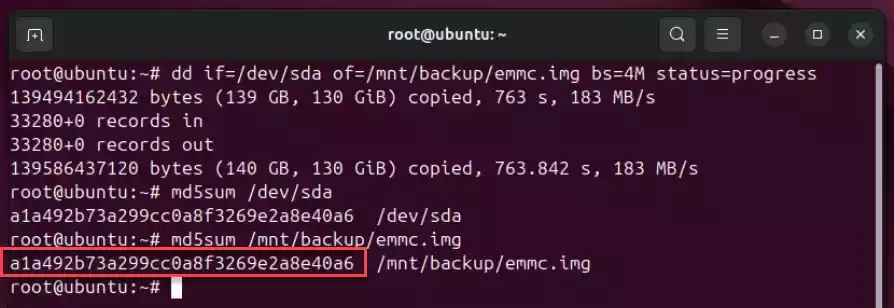 root@ubuntu: ~
root@ubuntu:~# dd if=/dev/sda of=/mnt/backup/emmc.img bs=4M status=progress
139494162432 bytes (139 GB, 130 GiB) copied, 763 s, 183 MB/s
33280+0 records in
33280+0 records out
139586437120 bytes (140 GB, 130 GiB) copied, 763.842 s, 183 MB/s
root@ubuntu:~# md5sum /dev/sda
a1a492b73a299cc0a8f3269e2a8e40a6  /dev/sda
root@ubuntu:~# md5sum /mnt/backup/emmc.img
a1a492b73a299cc0a8f3269e2a8e40a6  /mnt/backup/emmc.img
root@ubuntu:~#